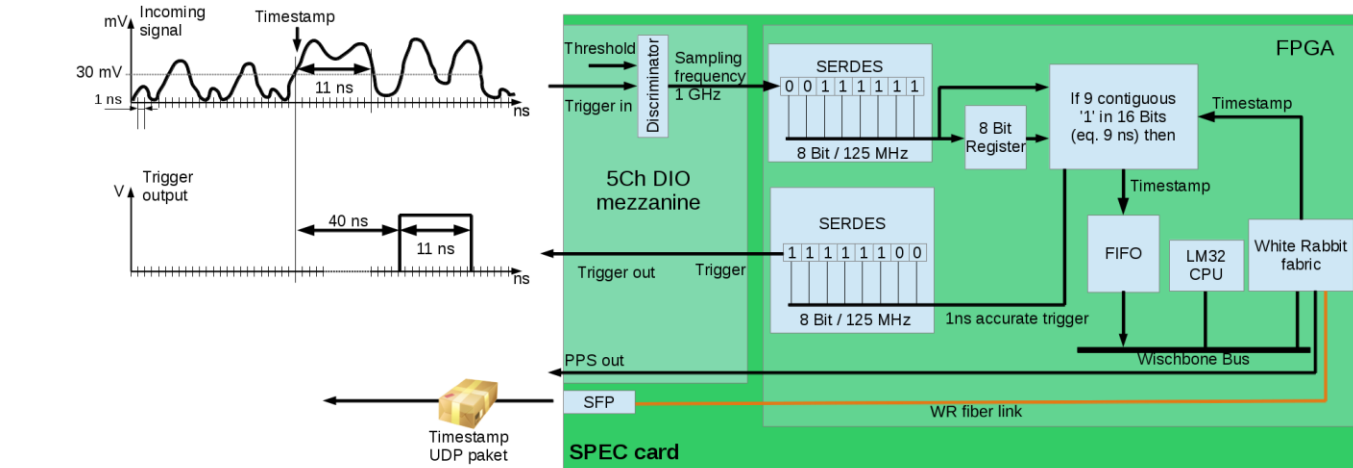 mV
Incoming
signal
Timestamp
30 mV
11 ns
1 ns
ns
V
Trigger
output
40 ns
11 ns
ns
Threshold
Trigger in
Discriminator
Sampling
frequency
1 GHz
5Ch DIO
mezzanine
Trigger out
Trigger
PPS out
SFP
Timestamp
UDP paket
SPEC card
FPGA
SERDES
0 0 1 1 1 1 1 1
8 Bit / 125 MHz
8 Bit
Register
If 9 contiguous
'1' in 16 Bits
(eq. 9 ns) then
Timestamp
Timestamp
SERDES
1 1 1 1 1 1 0 0
8 Bit / 125 MHz
1ns accurate trigger
FIFO
LM32
CPU
White Rabbit
fabric
Wischbone Bus
WR fiber link